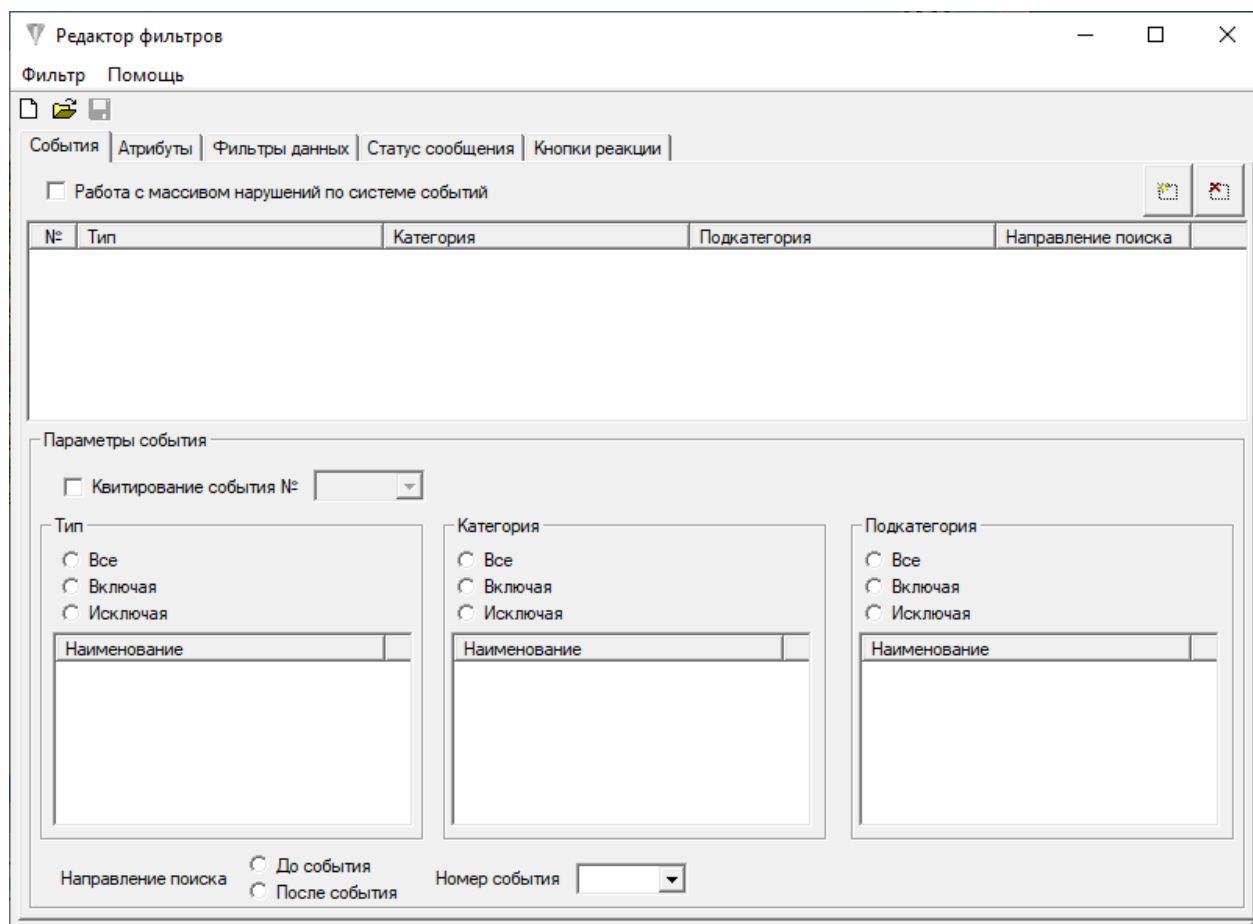 Редактор фильтров
Фильтр Помощь
События Атрибуты Фильтры данных Статус сообщения Кнопки реакции
Работа с массивом нарушений по системе событий
№ Тип Категория Подкатегория Направление поиска
Параметры события
Квитирование события №
Тип Категория Подкатегория
Все Все Все
Включая Включая Включая
Исключая Исключая Исключая
Наименование Наименование Наименование
До события
Направление поиска Номер события
После события